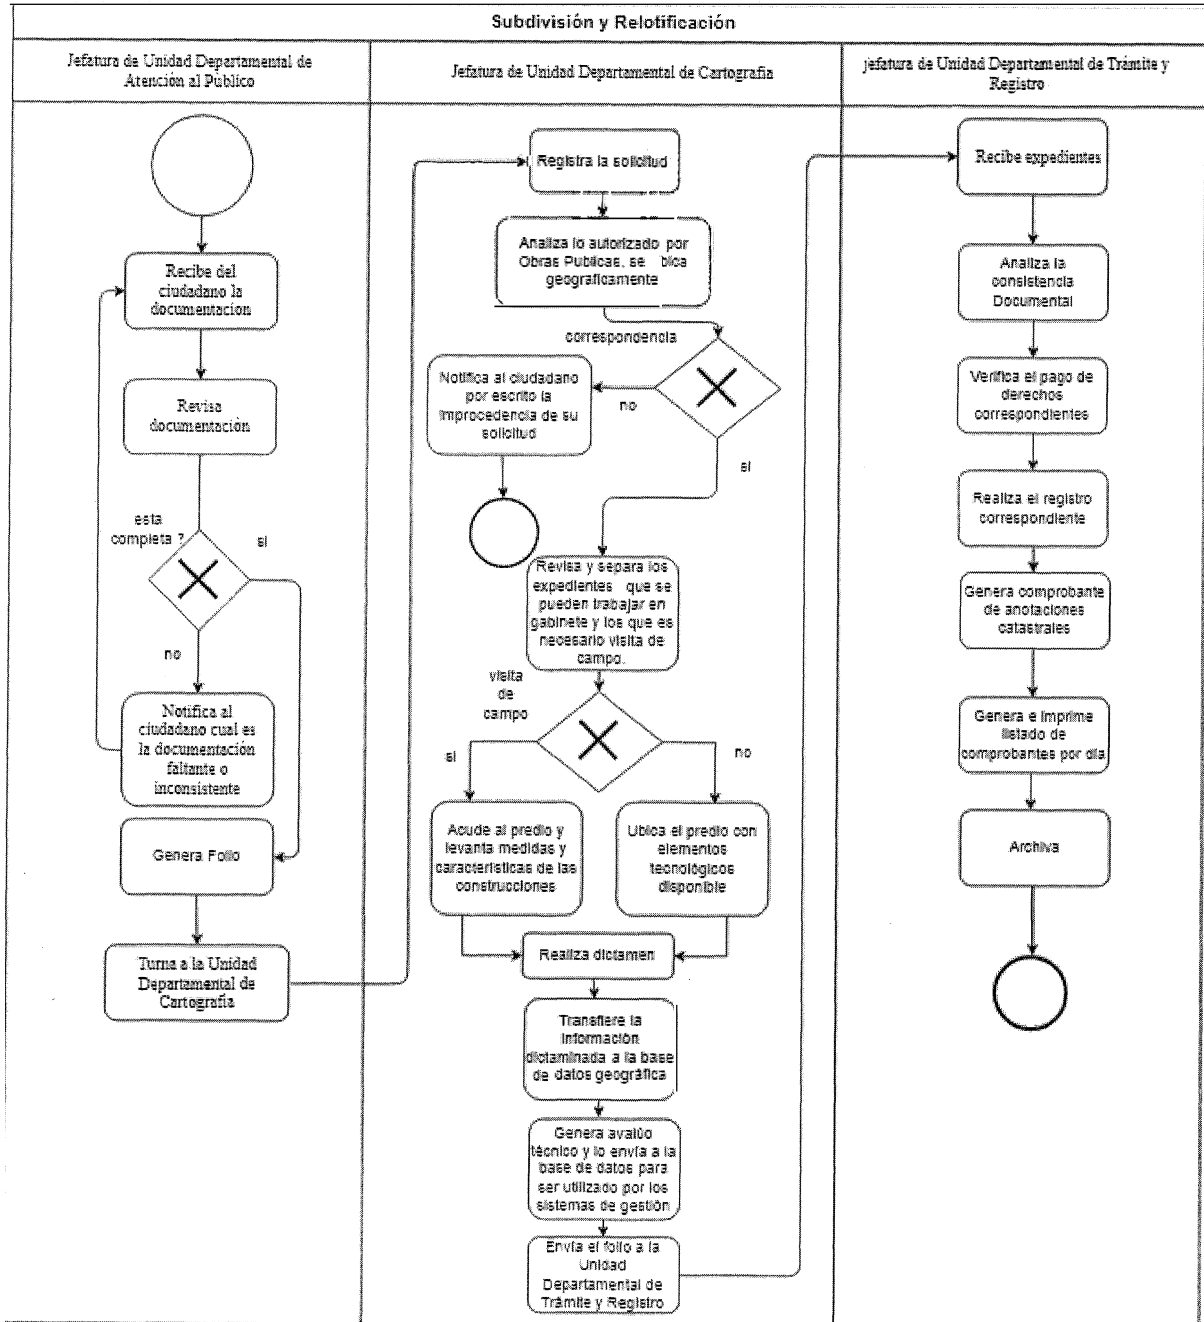 Subdivisión y Relotificación
Jefatura de Unidad Departamental de
Atención al Público
Jefatura de Unidad Departamental de Cartografía
jefatura de Unidad Departamental de Trámite y
Registro
Recibe del
ciudadano la
documentacion
Revisa
documentación
esta
completa ?
si
no
Notifica al
ciudadano cual es
la documentación
faltante o
inconsistente
Genera Folio
Turna a la Unidad
Departamental de
Cartografía
Registra la solicitud
Analiza lo autorizado por
Obras Publicas, se bica
geográficamente
correspondencia
no
si
Notifica al ciudadano
por escrito la
improcedencia de su
solicitud
Revisa y separa los
expedientes que se
pueden trabajar en
gabinete y los que es
necesario visita de
campo.
visita
de
campo
si
no
Acude al predio y
levanta medidas y
características de las
construcciones
Ubica el predio con
elementos
tecnológicos
disponible
Realiza dictamen
Transfiere la
información
dictaminada a la base
de datos geográfica
Genera avalúo
técnico y lo envía a la
base de datos para
ser utilizado por los
sistemas de gestión
Envía el folio a la
Unidad
Departamental de
Trámite y Registro
Recibe expedientes
Analiza la
consistencia
Documental
Verifica el pago de
derechos
correspondientes
Realiza el registro
correspondiente
Genera comprobante
de anotaciones
catastrales
Genera e imprime
listado de
comprobantes por día
Archiva